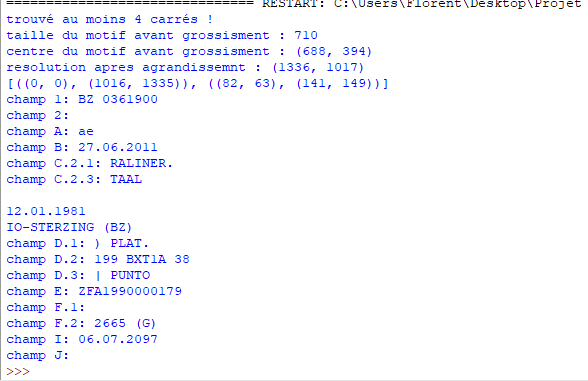 =============================== RESTART: C:\Users\Florent\Desktop\Projet
trouvé au moins 4 carrés !
taille du motif avant grossisment : 710
centre du motif avant grossisment : (688, 394)
resolution apres agrandissemnt : (1336, 1017)
[((0, 0), (1016, 1335)), ((82, 63), (141, 149))]
champ 1: BZ 0361900
champ 2:
champ A: ae
champ B: 27.06.2011
champ C.2.1: RALINER.
champ C.2.3: TAAL
12.01.1981
IO-STERZING (BZ)
champ D.1: ) PLAT.
champ D.2: 199 BXT1A 38
champ D.3: | PUNTO
champ E: ZFA1990000179
champ F.1:
champ F.2: 2665 (G)
champ I: 06.07.2097
champ J:
>>>